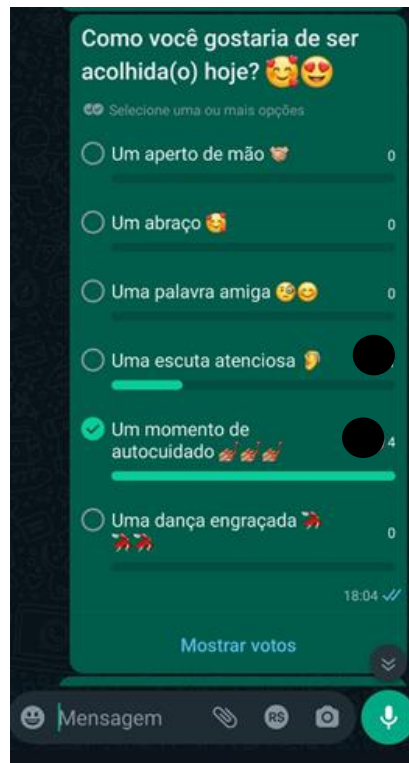 Como você gostaria de ser
acolhida(o) hoje? 🥰😍
Selecione uma ou mais opções
Um aperto de mão 🤝 0
Um abraço 🥰 0
Uma palavra amiga 🧐😊 0
Uma escuta atenciosa 👂
Um momento de
autocuidado 💅💅💅 4
Uma dança engraçada 💃 0
💃💃
18:04
Mostrar votos
Mensagem RS